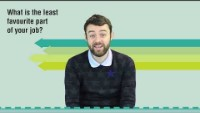 What is the least
favourite part
of your job?